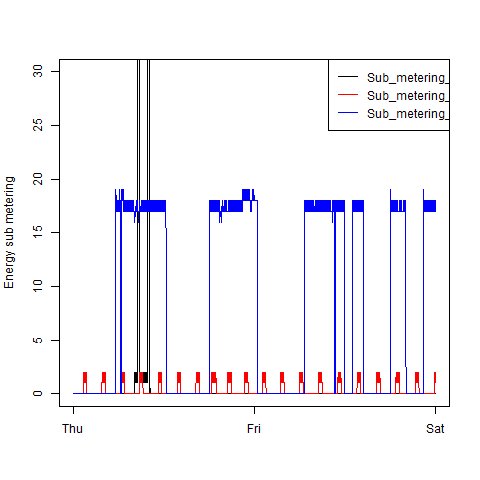 Energy sub metering
30
25
20
15
10
5
0
Sub_metering_
Sub_metering_
Sub_metering_
Thu
Fri
Sat